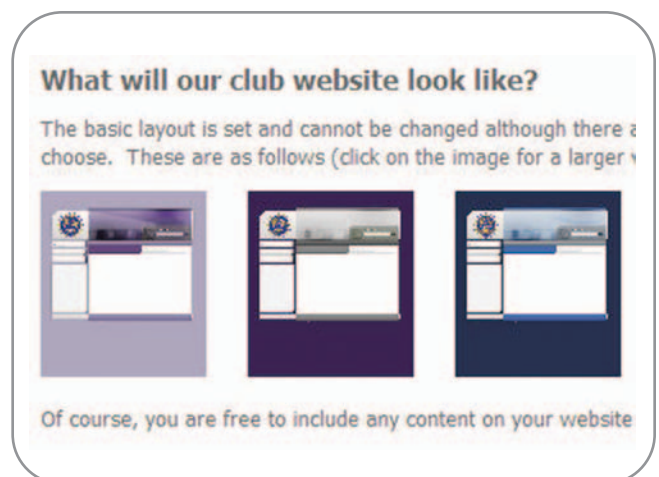 What will our club website look like?
The basic layout is set and cannot be changed although there
choose. These are as follows (click on the image for a larger
Of course, you are free to include any content on your website